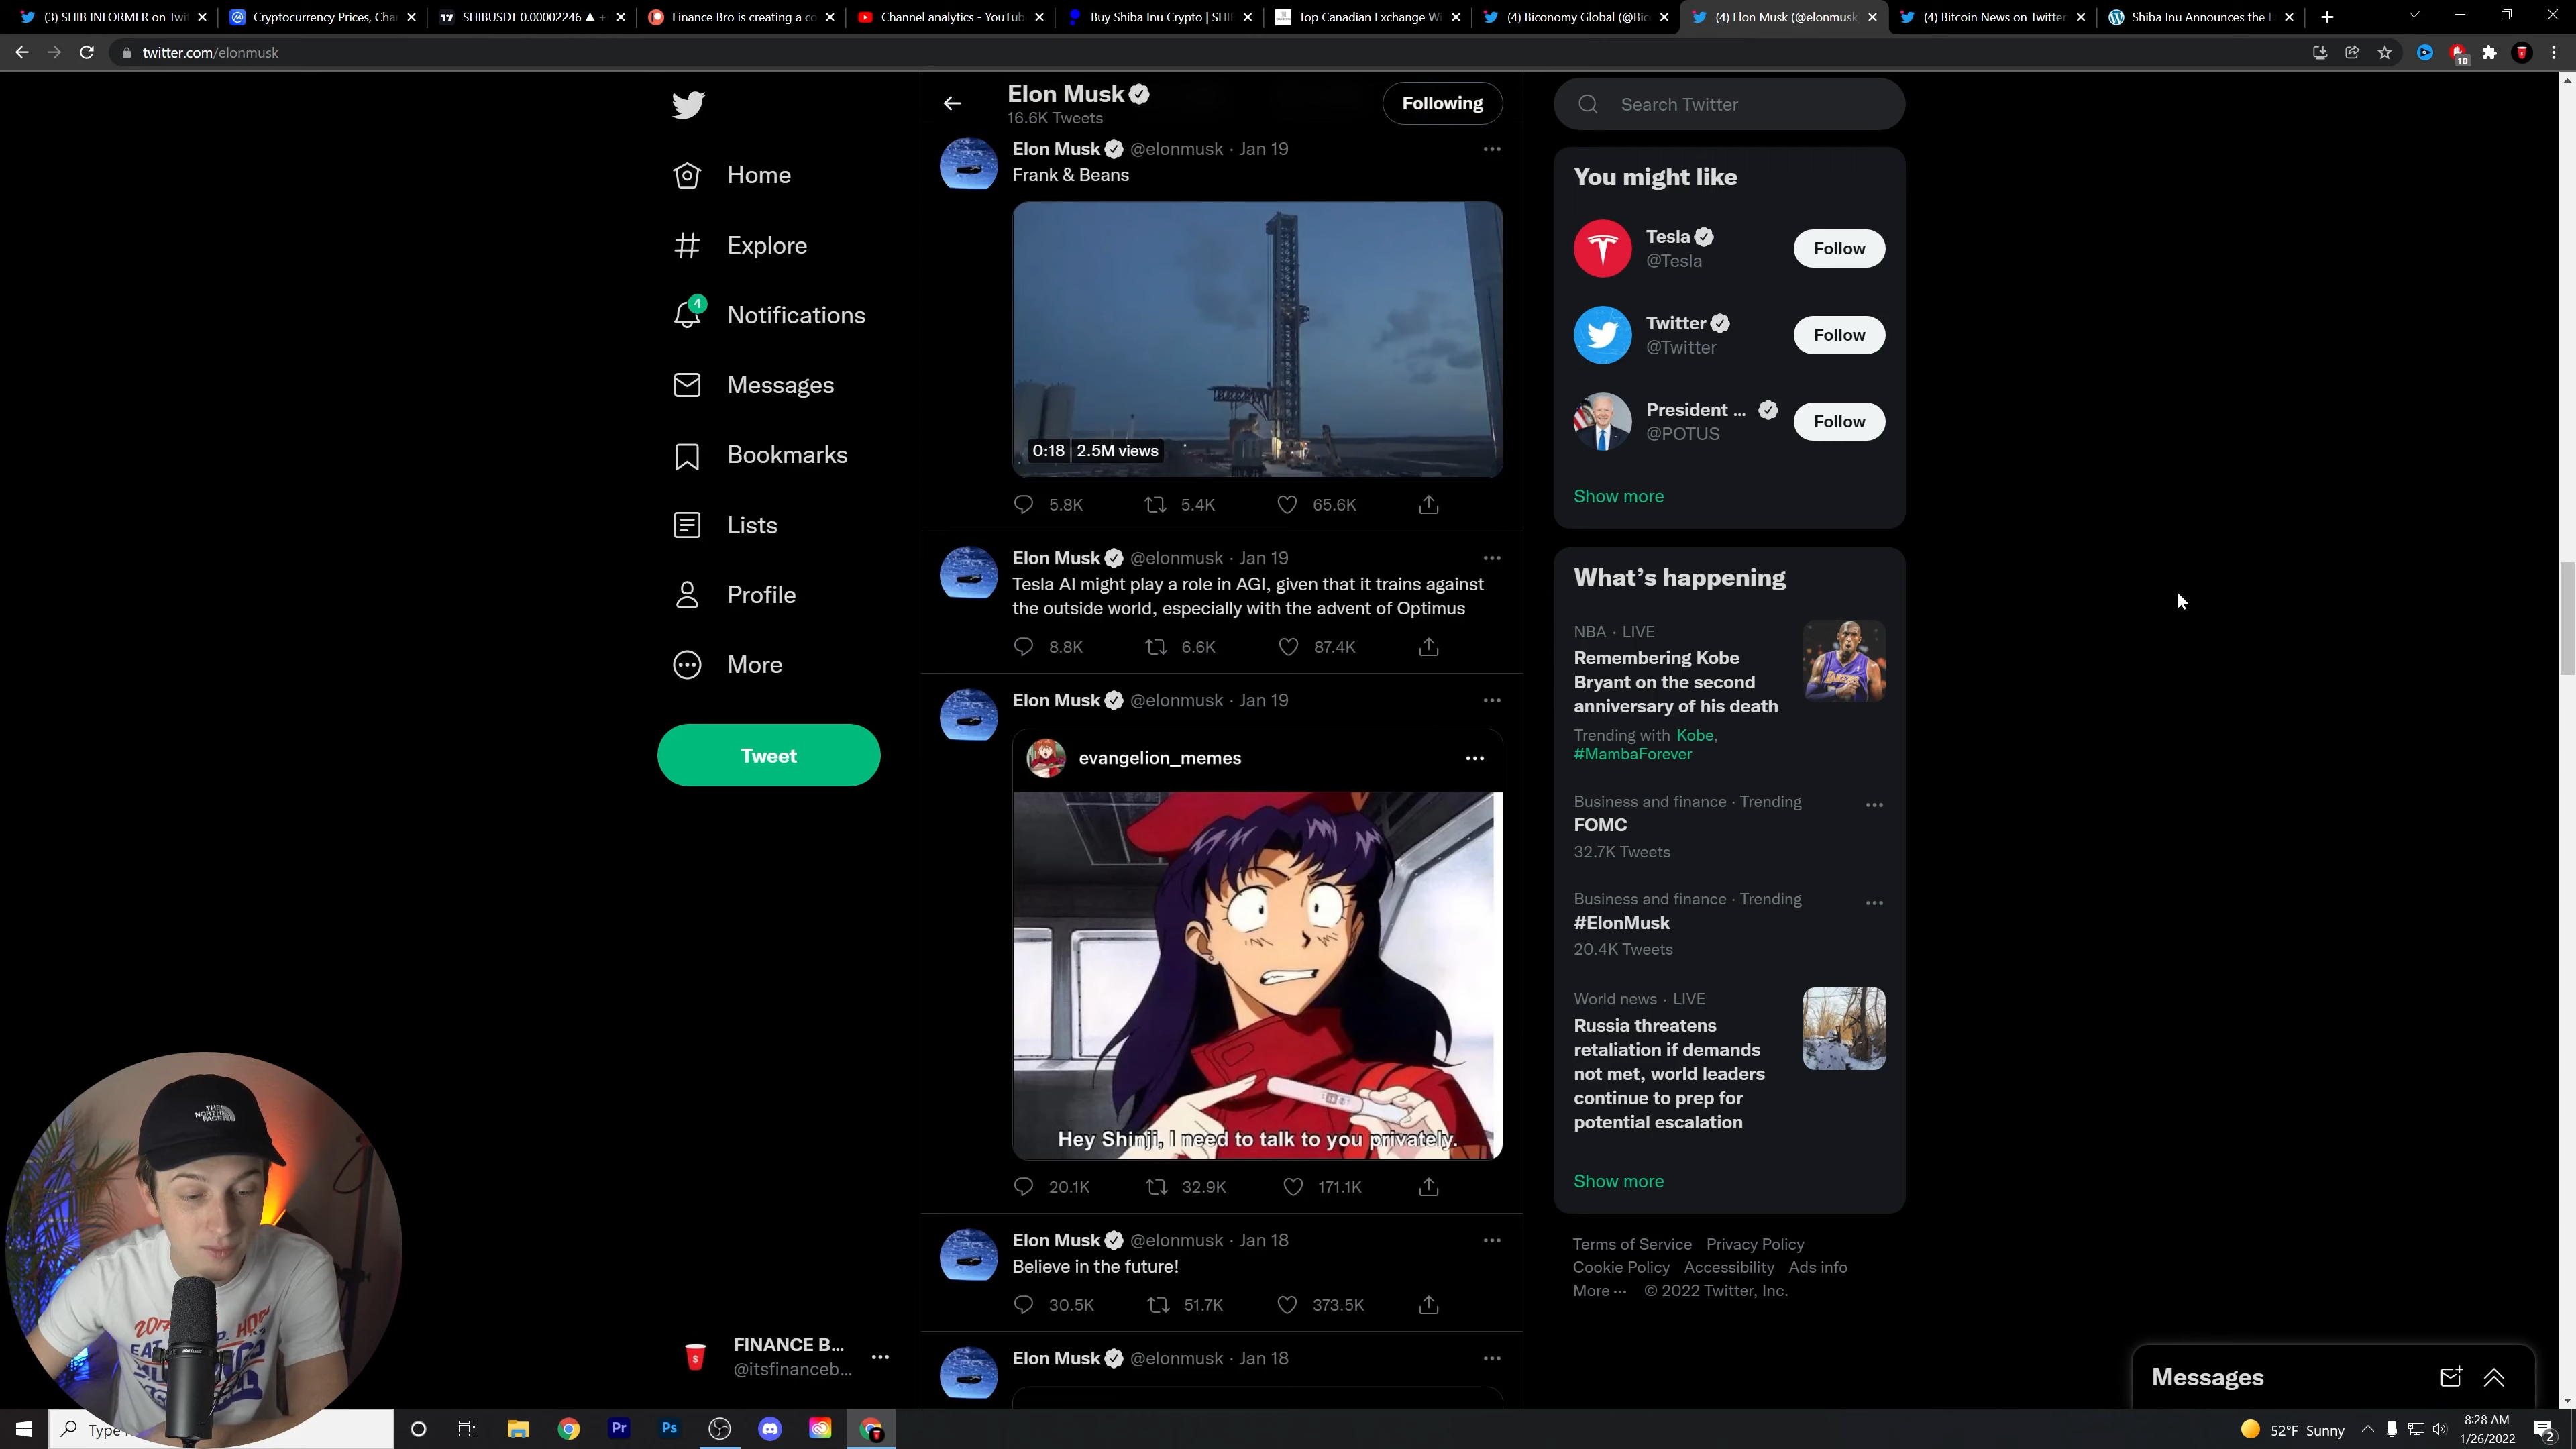 (3) SHIB INFORMER on Twi
Cryptocurrency Prices, Cha
SHIBUSDT 0.00002246 ▲ +
Finance Bro is creating a co
Channel analytics - YouTub
Buy Shiba Inu Crypto | SHI
Top Canadian Exchange W
(4) Biconomy Global (@Bic
(4) Elon Musk (@elonmusk
(4) Bitcoin News on Twitter
Shiba Inu Announces the L
twitter.com/elonmusk
10
Home
Explore
4
Notifications
Messages
Bookmarks
Lists
Profile
More
Tweet
FINANCE B...
@itsfinanceb...
Elon Musk
16.6K Tweets
Following
Elon Musk @elonmusk · Jan 19
Frank & Beans
0:18 2.5M views
5.8K 5.4K 65.6K
Elon Musk @elonmusk · Jan 19
Tesla AI might play a role in AGI, given that it trains against
the outside world, especially with the advent of Optimus
8.8K 6.6K 87.4K
Elon Musk @elonmusk · Jan 19
evangelion_memes
Hey Shinji, I need to talk to you privately.
20.1K 32.9K 171.1K
Elon Musk @elonmusk · Jan 18
Believe in the future!
30.5K 51.7K 373.5K
Elon Musk @elonmusk · Jan 18
Search Twitter
You might like
Tesla
@Tesla
Follow
Twitter
@Twitter
Follow
President ...
@POTUS
Follow
Show more
What's happening
NBA · LIVE
Remembering Kobe
Bryant on the second
anniversary of his death
Trending with Kobe,
#MambaForever
Business and finance · Trending
FOMC
32.7K Tweets
Business and finance · Trending
#ElonMusk
20.4K Tweets
World news · LIVE
Russia threatens
retaliation if demands
not met, world leaders
continue to prep for
potential escalation
Show more
Terms of Service Privacy Policy
Cookie Policy Accessibility Ads info
More ··· © 2022 Twitter, Inc.
Messages
THE
NORTH
FACE
Type
Pr
Ps
52°F Sunny
8:28 AM
1/26/2022
2